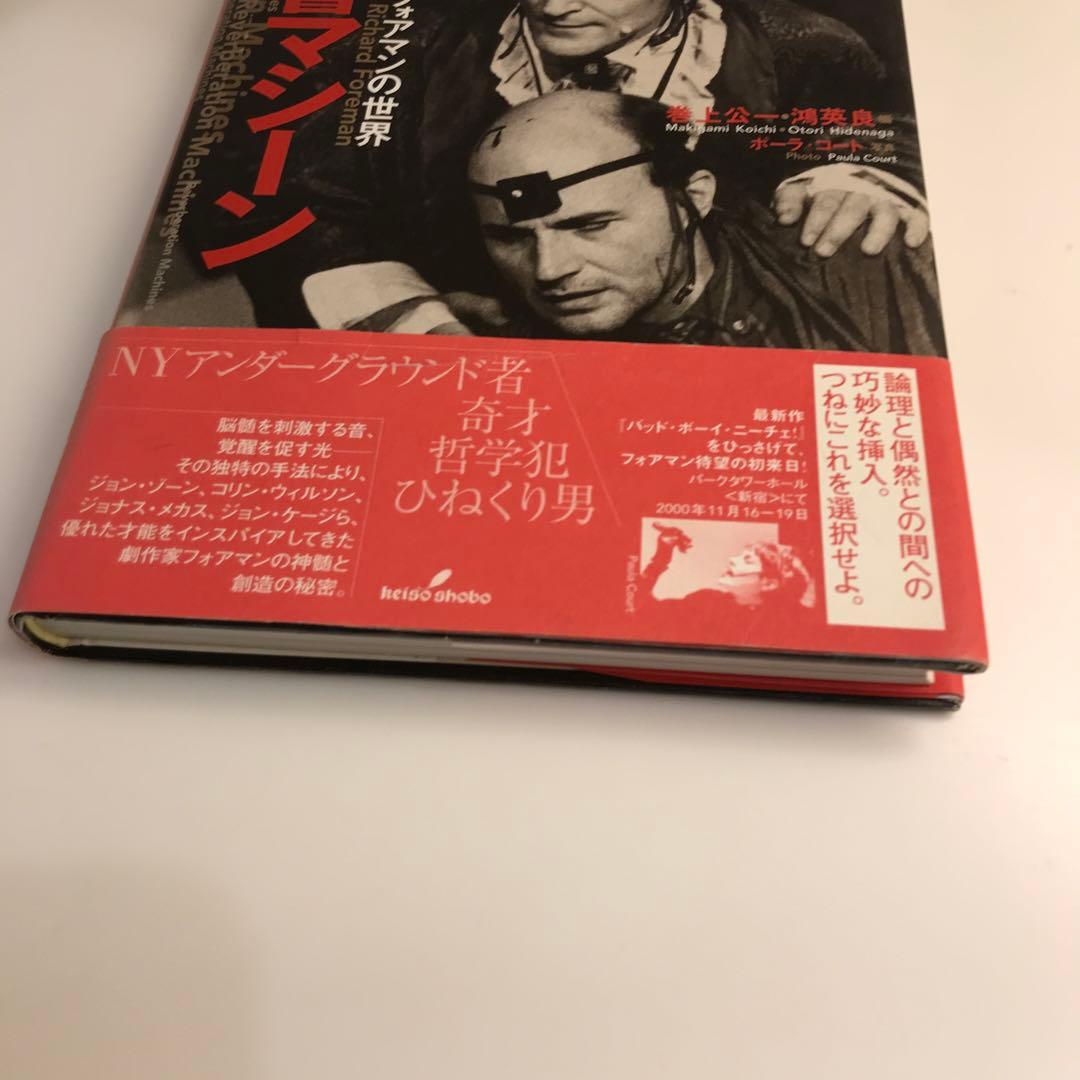 マシーン
フォアマンの世界
Richard Foreman
Machines
Reverberation Machines
Reverberation Machines
巻上公一・鴻英良 編
Makigami Koichi・Otori Hidenaga
ポーラ・コート 写真
Photo Paula Court
NYアンダーグラウンド者
奇才
哲学犯
ひねくり男
脳髄を刺激する音、
覚醒を促す光――
その独特の手法により、
ジョン・ゾーン、コリン・ウィルソン、
ジョナス・メカス、ジョン・ケージら、
優れた才能をインスパイアしてきた
劇作家フォアマンの神髄と
創造の秘密。
keiso shobo
最新作
『バッド・ボーイ・ニーチェ!』
をひっさげて、
フォアマン待望の初来日!
パークタワーホール
<新宿>にて
2000年11月16―19日
Paula Court
論理と偶然との間への
巧妙な挿入。
つねにこれを選択せよ。